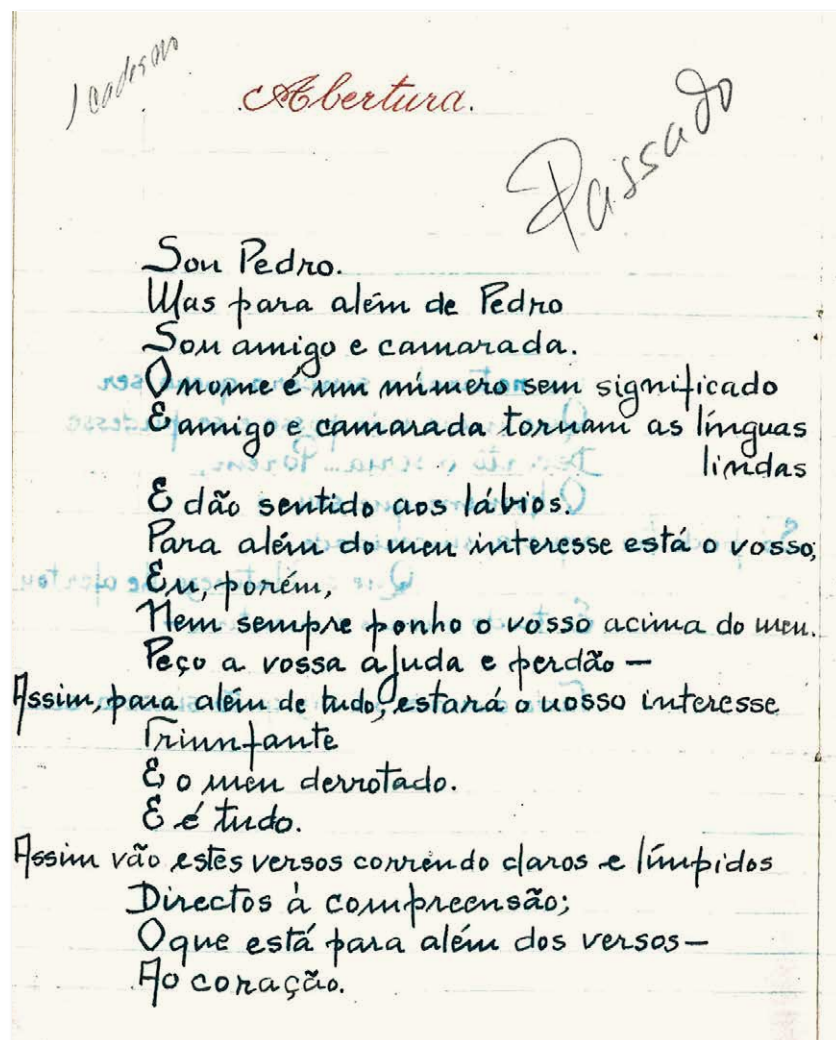 1 caderno
Abertura.
Passado
Sou Pedro.
Mas para além de Pedro
Sou amigo e camarada.
O nome é um número sem significado
E amigo e camarada tornam as línguas
lindas
E dão sentido aos lábios.
Para além do meu interesse está o vosso;
Eu, porém,
Nem sempre ponho o vosso acima do meu.
Peço a vossa ajuda e perdão —
Assim, para além de tudo, estará o nosso interesse
Triunfante
E o meu derrotado.
E é tudo.
Assim vão estes versos correndo claros e límpidos
Directos à compreensão;
O que está para além dos versos —
Ao coração.